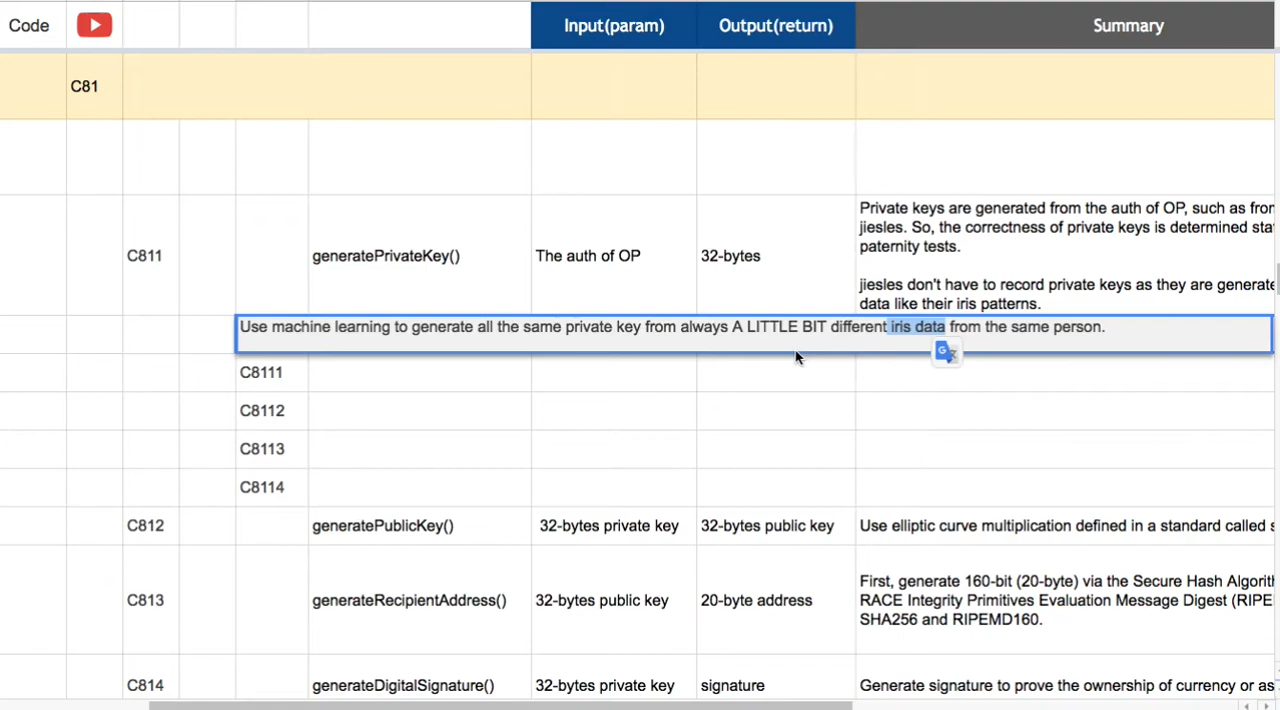 Code Input(param) Output(return) Summary
C81
Private keys are generated from the auth of OP, such as from
jiesles. So, the correctness of private keys is determined
C811 generatePrivateKey() The auth of OP 32-bytes paternity tests.
jiesles don't have to record private keys as they are
data like their iris patterns.
Use machine learning to generate all the same private key from always A LITTLE BIT different iris data from the same person.
C8111
C8112
C8113
C8114
C812 generatePublicKey() 32-bytes private key 32-bytes public key Use elliptic curve multiplication defined in a standard called
First, generate 160-bit (20-byte) via the Secure Hash
C813 generateRecipientAddress() 32-bytes public key 20-byte address RACE Integrity Primitives Evaluation Message Digest
SHA256 and RIPEMD160.
C814 generateDigitalSignature() 32-bytes private key signature Generate signature to prove the ownership of currency or